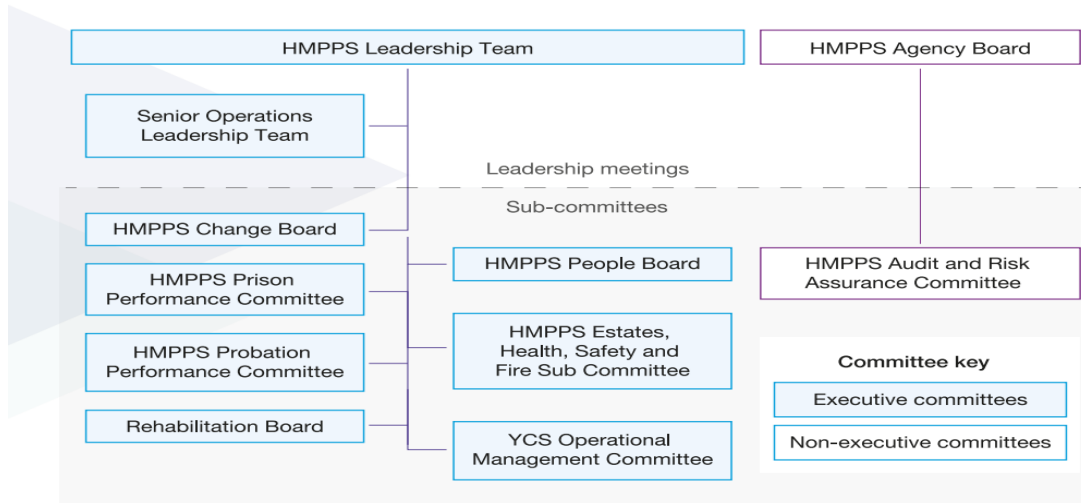 HMPPS Leadership Team
HMPPS Agency Board
Senior Operations
Leadership Team
Leadership meetings
Sub-committees
HMPPS Change Board
HMPPS People Board
HMPPS Audit and Risk
Assurance Committee
HMPPS Prison
Performance Committee
HMPPS Estates,
Health, Safety and
Fire Sub Committee
HMPPS Probation
Performance Committee
Rehabilitation Board
YCS Operational
Management Committee
Committee key
Executive committees
Non-executive committees